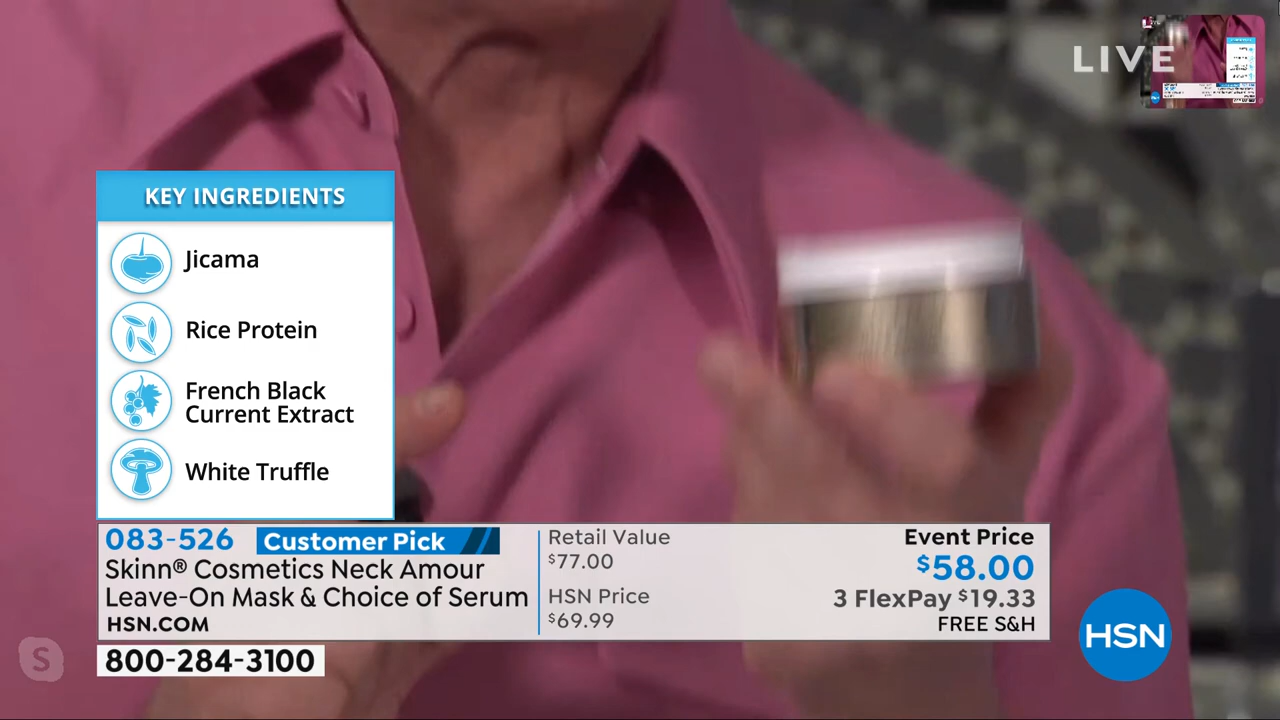 LIVE
KEY INGREDIENTS
Jicama
Rice Protein
French Black
Current Extract
White Truffle
083-526 Customer Pick
Skinn® Cosmetics Neck Amour
Leave-On Mask & Choice of Serum
HSN.COM
Retail Value
$77.00
HSN Price
$69.99
Event Price
$58.00
3 FlexPay $19.33
FREE S&H
HSN
S
800-284-3100